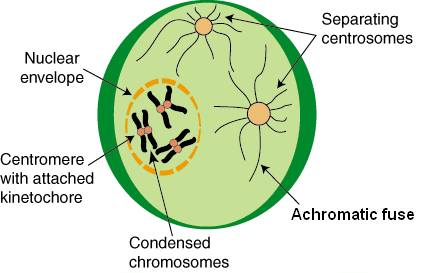 Separating
centrosomes
Nuclear
envelope
Centromere
with attached
kinetochore
Achromatic fuse
Condensed
chromosomes